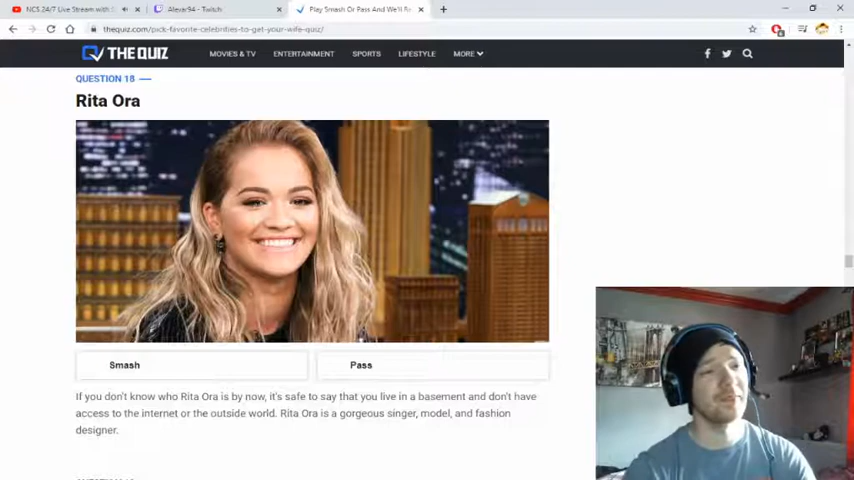 NCS 24/7 Live Stream with
Alevar94 - Twitch
Play Smash Or Pass And We'll
thequiz.com/pick-favorite-celebrities-to-get-your-wife-quiz/
THE QUIZ
MOVIES & TV
ENTERTAINMENT
SPORTS
LIFESTYLE
MORE
QUESTION 18
Rita Ora
Smash
Pass
If you don't know who Rita Ora is by now, it's safe to say that you live in a basement and don't have
access to the internet or the outside world. Rita Ora is a gorgeous singer, model, and fashion
designer.